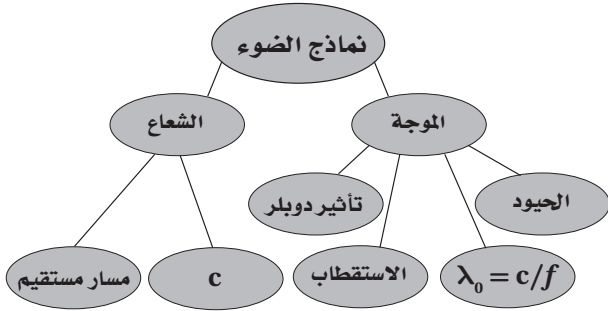 نماذج الضوء
الموجة
الشعاع
الحيود
تأثير دوبلر
λ₀ = c/f
الاستقطاب
c
مسار مستقيم